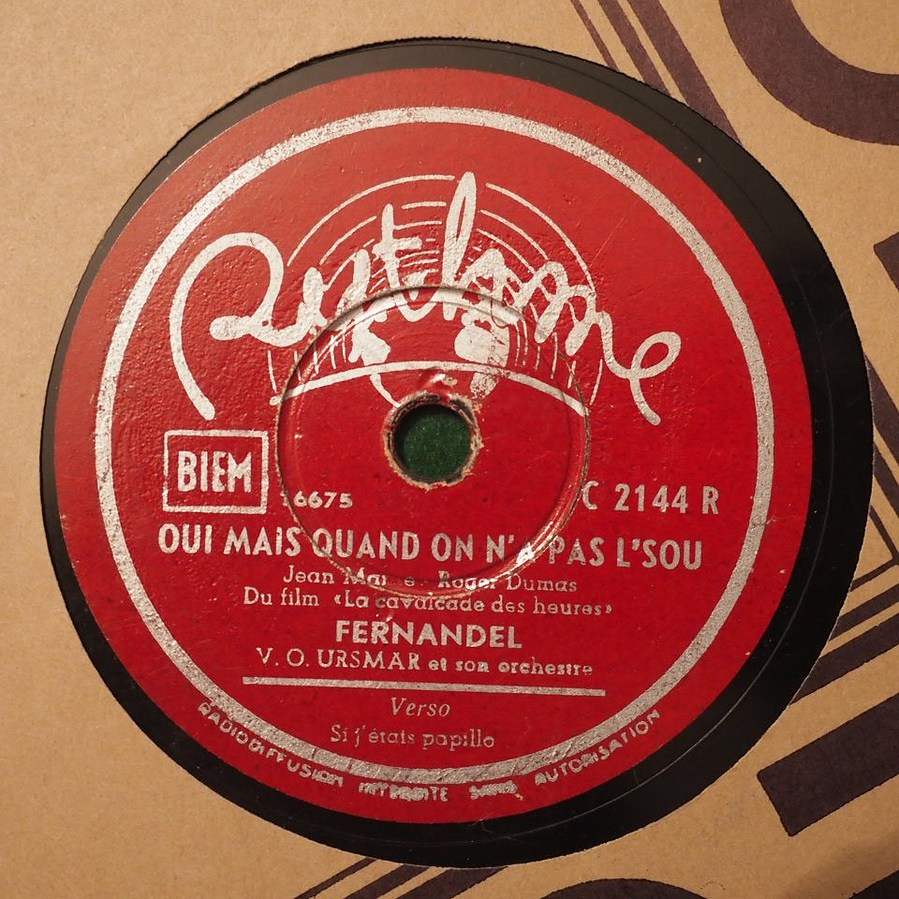 Rythme
BIEM
6675
C 2144 R
OUI MAIS QUAND ON N'A PAS L'SOU
Jean Roger Dumas
Du film «La cavalcade des heures»
FERNANDEL
V. O. URSMAR et son orchestre
Verso
Si j'étais papillo
RADIODIFFUSION INTERDITE SANS AUTORISATION